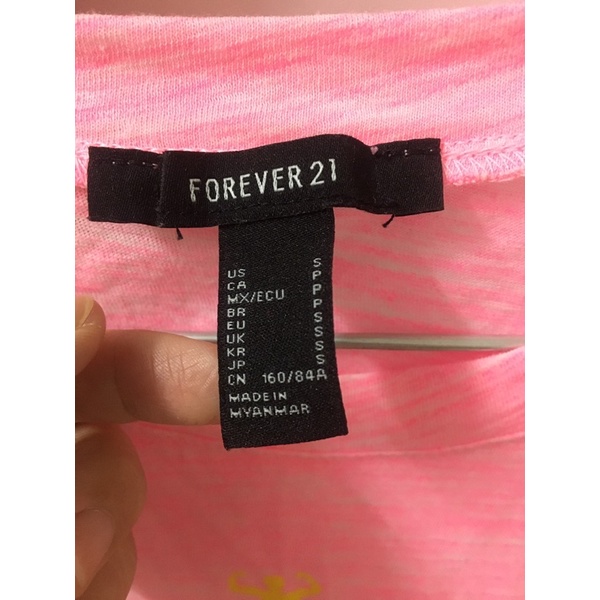 FOREVER 21
US S
CA P
MX/ECU P
BR P
EU S
UK S
KR S
JP S
CN 160/84A
MADE IN
MYANMAR